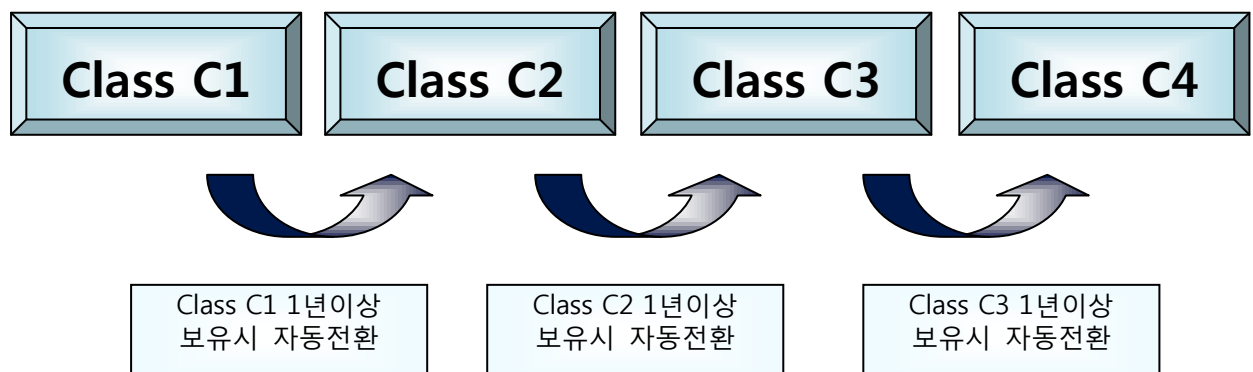 Class C1
Class C2
Class C3
Class C4
Class C1 1년이상
보유시 자동전환
Class C2 1년이상
보유시 자동전환
Class C3 1년이상
보유시 자동전환